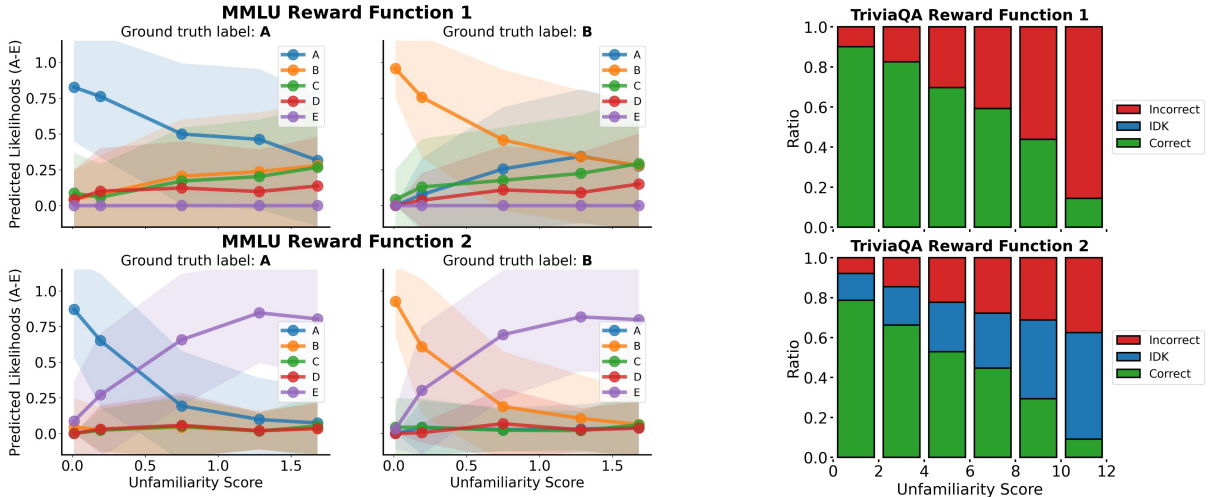 MMLU Reward Function 1
Ground truth label: A
Ground truth label: B
Predicted Likelihoods (A-E)
1.0
0.75
0.5
0.25
0.0
A
B
C
D
E
A
B
C
D
E
MMLU Reward Function 2
Ground truth label: A
Ground truth label: B
Predicted Likelihoods (A-E)
1.0
0.75
0.5
0.25
0.0
A
B
C
D
E
A
B
C
D
E
0.0 0.5 1.0 1.5
0.0 0.5 1.0 1.5
Unfamiliarity Score
Unfamiliarity Score
TriviaQA Reward Function 1
Ratio
1.0
0.8
0.6
0.4
0.2
0.0
Incorrect
IDK
Correct
TriviaQA Reward Function 2
Ratio
1.0
0.8
0.6
0.4
0.2
0.0
Incorrect
IDK
Correct
0 2 4 6 8 10 12
Unfamiliarity Score